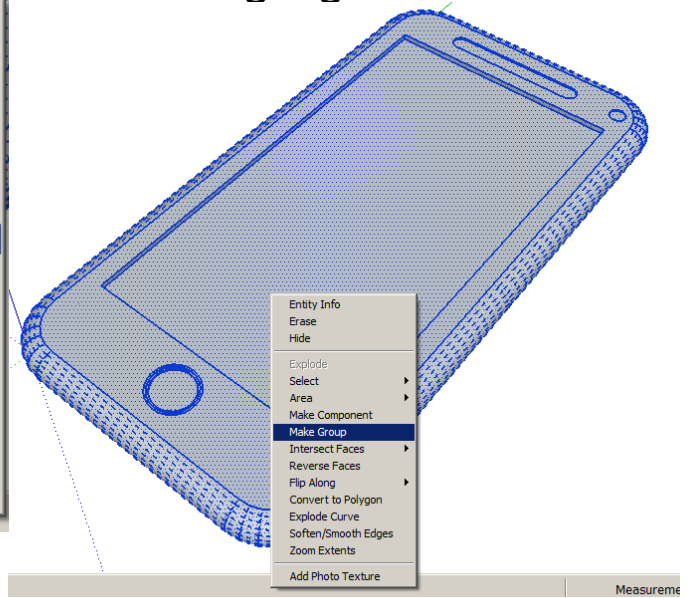 Entity Info
Erase
Hide
Explode
Select
Area
Make Component
Make Group
Intersect Faces
Reverse Faces
Flip Along
Convert to Polygon
Explode Curve
Soften/Smooth Edges
Zoom Extents
Add Photo Texture
Measureme